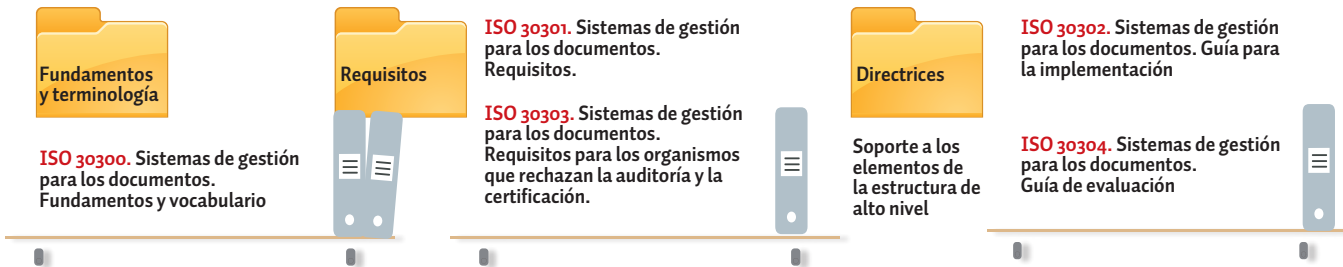 Fundamentos
y terminología
ISO 30300. Sistemas de gestión
para los documentos.
Fundamentos y vocabulario
Requisitos
ISO 30301. Sistemas de gestión
para los documentos.
Requisitos.
ISO 30303. Sistemas de gestión
para los documentos.
Requisitos para los organismos
que rechazan la auditoría y la
certificación.
Directrices
Soporte a los
elementos de
la estructura de
alto nivel
ISO 30302. Sistemas de gestión
para los documentos. Guía para
la implementación
ISO 30304. Sistemas de gestión
para los documentos.
Guía de evaluación